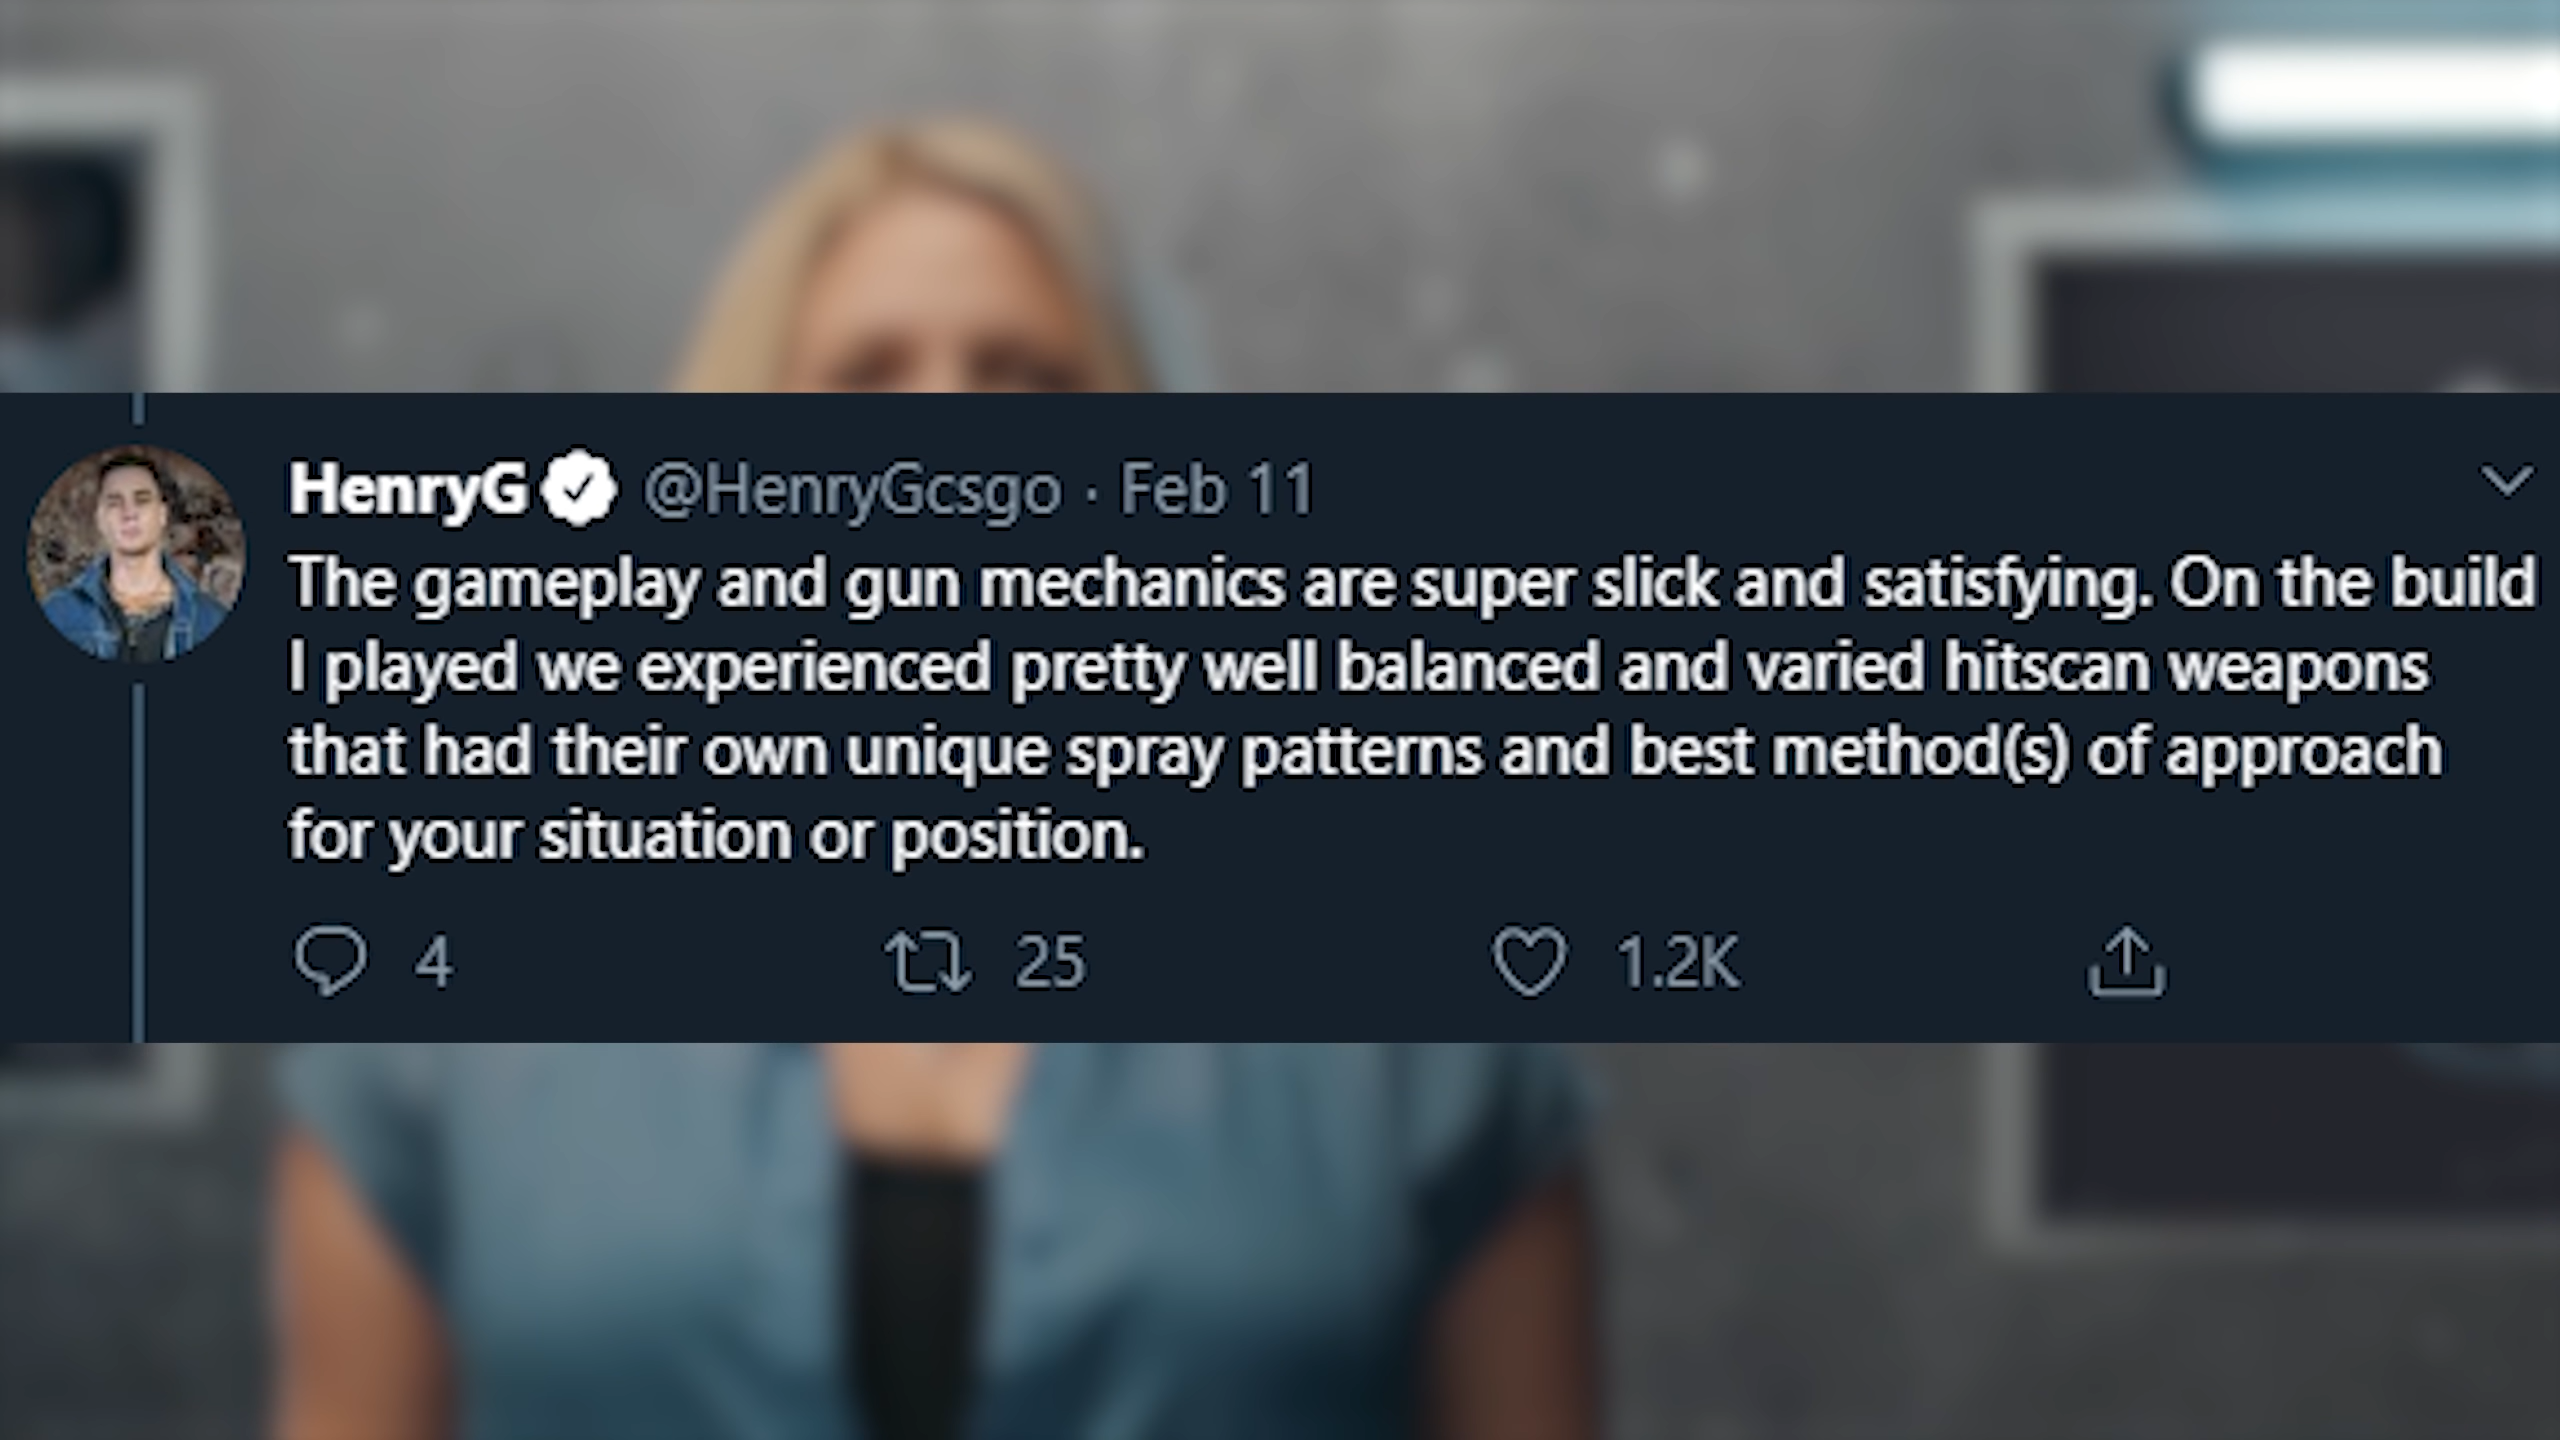 HenryG @HenryGcsgo · Feb 11
The gameplay and gun mechanics are super slick and satisfying. On the build
I played we experienced pretty well balanced and varied hitscan weapons
that had their own unique spray patterns and best method(s) of approach
for your situation or position.
4 25 1.2K